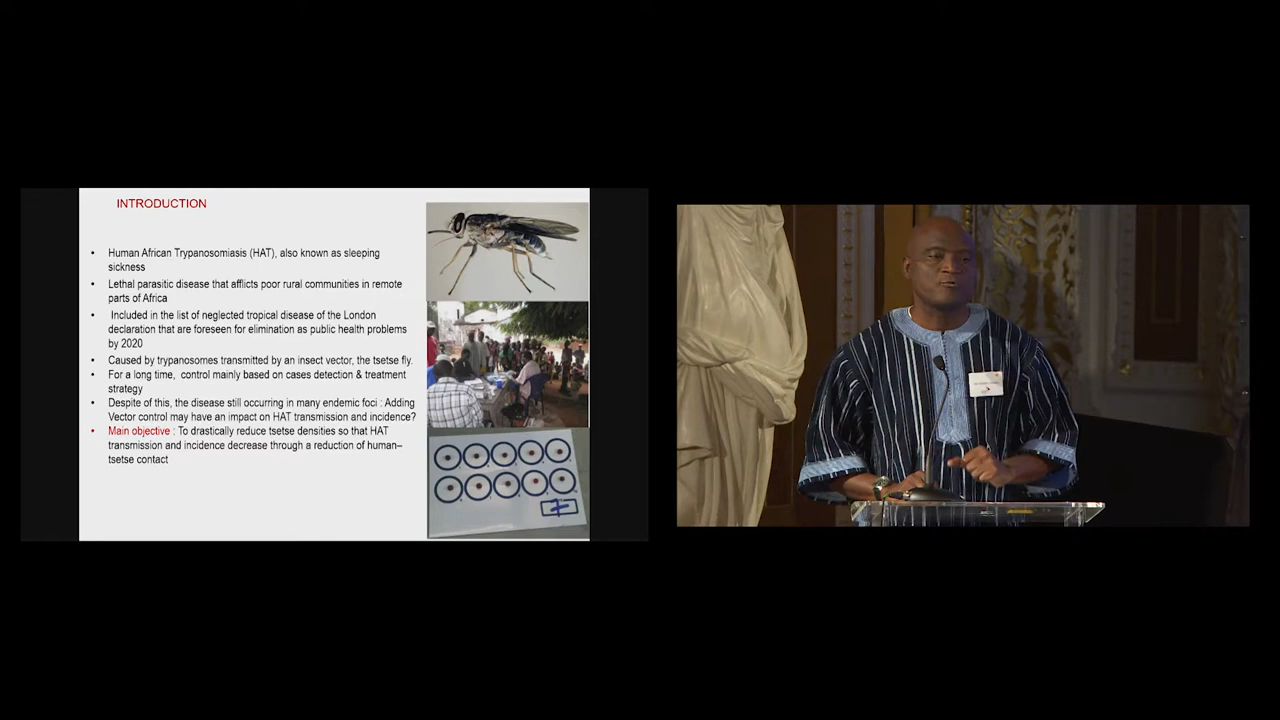 INTRODUCTION
• Human African Trypanosomiasis (HAT), also known as sleeping
sickness
• Lethal parasitic disease that afflicts poor rural communities in remote
parts of Africa
• Included in the list of neglected tropical disease of the London
declaration that are foreseen for elimination as public health problems
by 2020
• Caused by trypanosomes transmitted by an insect vector, the tsetse fly.
• For a long time, control mainly based on cases detection & treatment
strategy
• Despite of this, the disease still occurring in many endemic foci : Adding
Vector control may have an impact on HAT transmission and incidence?
• Main objective : To drastically reduce tsetse densities so that HAT
transmission and incidence decrease through a reduction of human–
tsetse contact